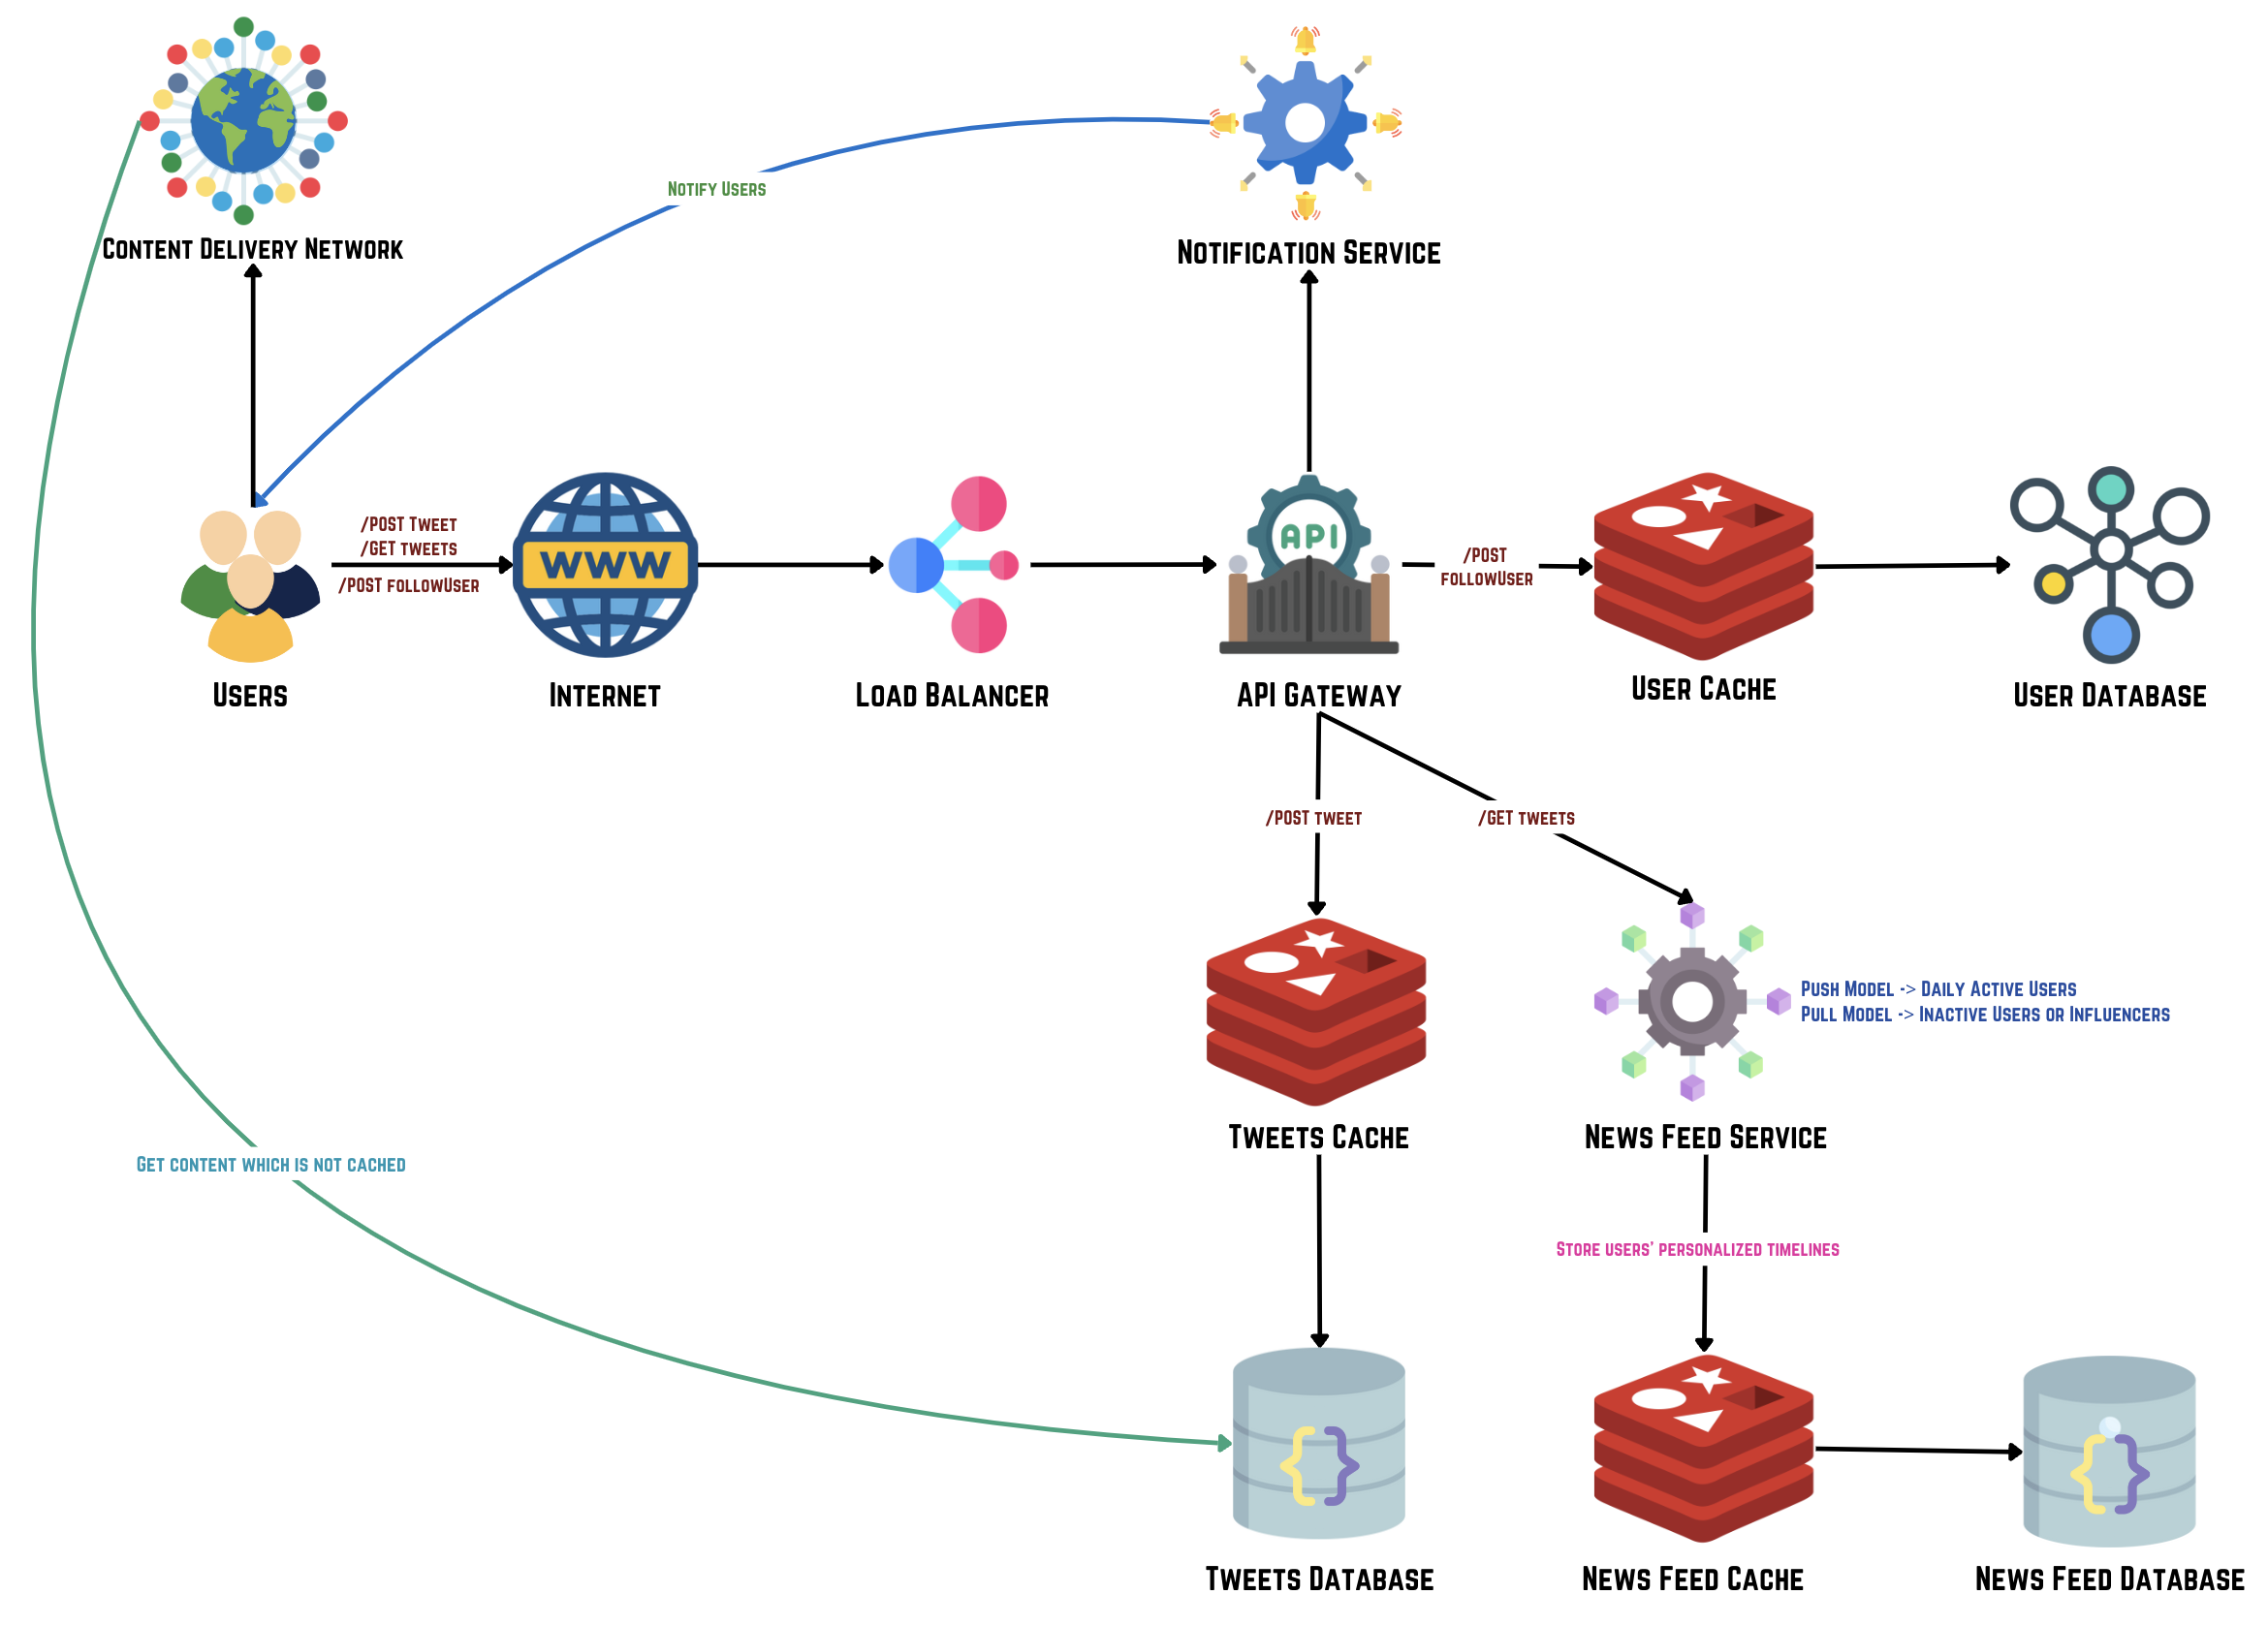 Content Delivery Network
Notification Service
Notify Users
/POST Tweet
/GET tweets
/POST followUser
WWW
API
/POST
followUser
Users
Internet
Load Balancer
API Gateway
User Cache
User Database
/POST tweet
/GET tweets
Push Model -> Daily Active Users
Pull Model -> Inactive Users or Influencers
Tweets Cache
News Feed Service
Get content which is not cached
Store users' personalized timelines
{ }
{ }
Tweets Database
News Feed Cache
News Feed Database